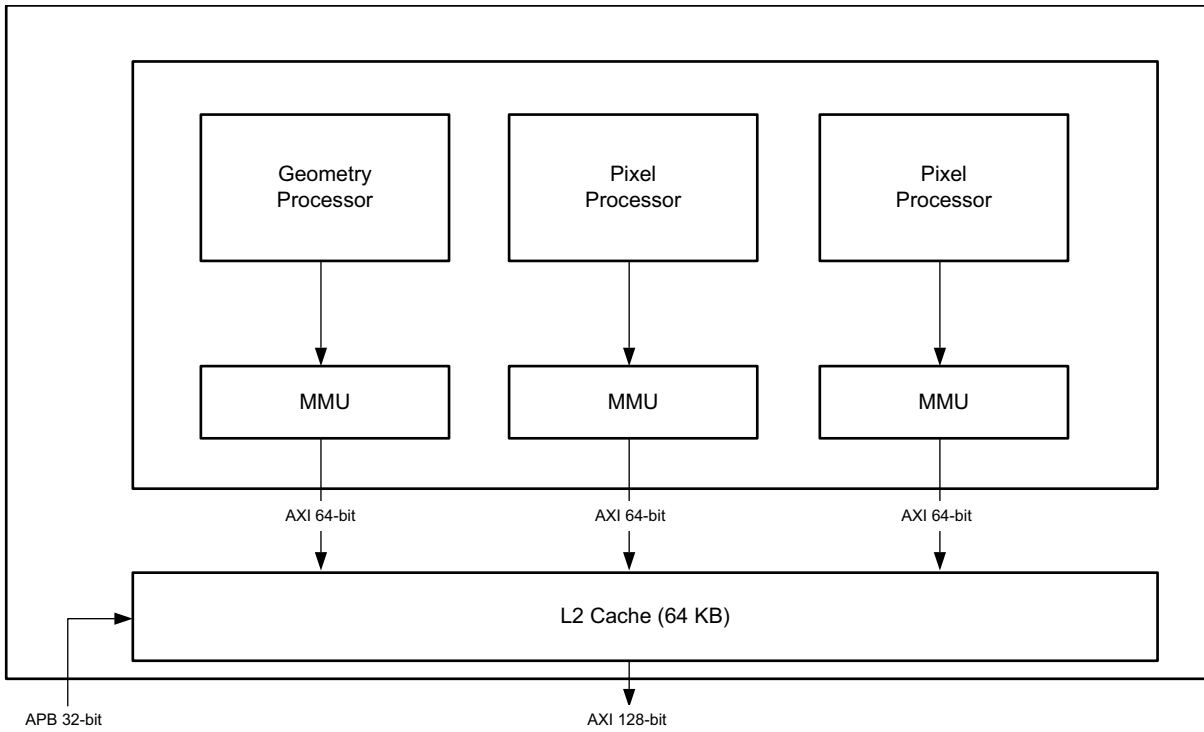 Geometry
Processor
Pixel
Processor
Pixel
Processor
MMU
MMU
MMU
AXI 64-bit
AXI 64-bit
AXI 64-bit
L2 Cache (64 KB)
APB 32-bit
AXI 128-bit